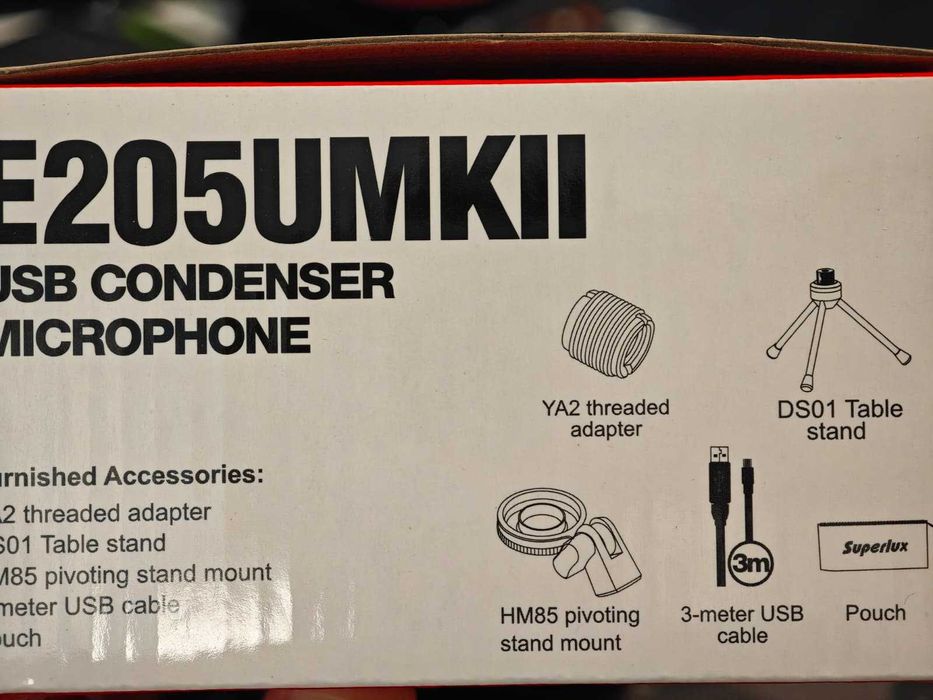 E205UMKII
USB CONDENSER
MICROPHONE
YA2 threaded
adapter
DS01 Table
stand
urnished Accessories:
A2 threaded adapter
S01 Table stand
M85 pivoting stand mount
-meter USB cable
ouch
3m
Superlux
HM85 pivoting
stand mount
3-meter USB
cable
Pouch